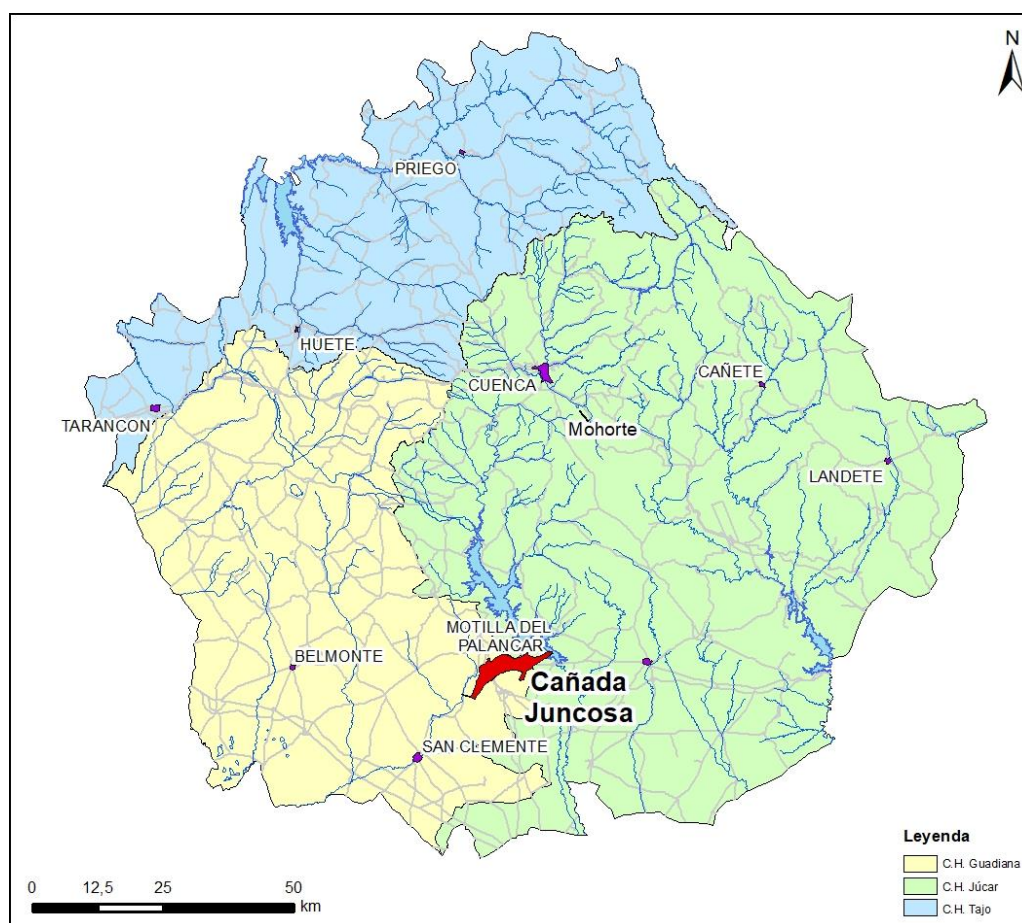 N
PRIEGO
HUETE
CUENCA
CAÑETE
TARANCON
Mohorte
LANDETE
MOTILLA DEL
PALANCAR
BELMONTE
Cañada
Juncosa
SAN CLEMENTE
Leyenda
C.H. Guadiana
C.H. Júcar
C.H. Tajo
0 12,5 25 50
km